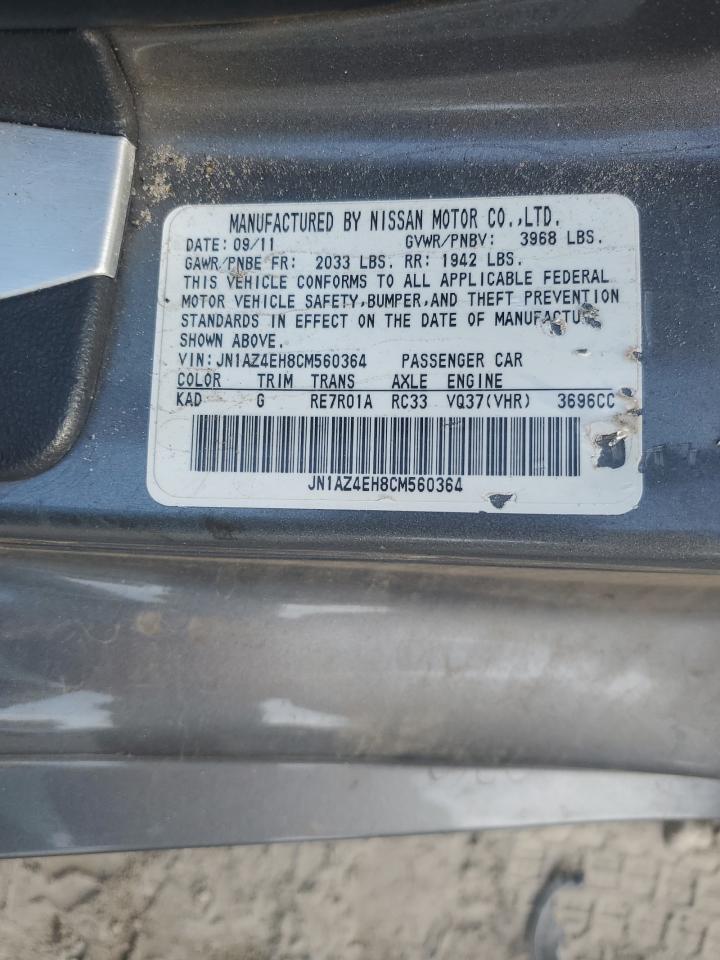 MANUFACTURED BY NISSAN MOTOR CO.,LTD.
DATE: 09/11 GVWR/PNBV: 3968 LBS.
GAWR/PNBE FR: 2033 LBS. RR: 1942 LBS.
THIS VEHICLE CONFORMS TO ALL APPLICABLE FEDERAL
MOTOR VEHICLE SAFETY,BUMPER,AND THEFT PREVENTION
STANDARDS IN EFFECT ON THE DATE OF MANUFACTU
SHOWN ABOVE.
VIN: JN1AZ4EH8CM560364 PASSENGER CAR
COLOR TRIM TRANS AXLE ENGINE
KAD G RE7R01A RC33 VQ37(VHR) 3696CC
JN1AZ4EH8CM560364